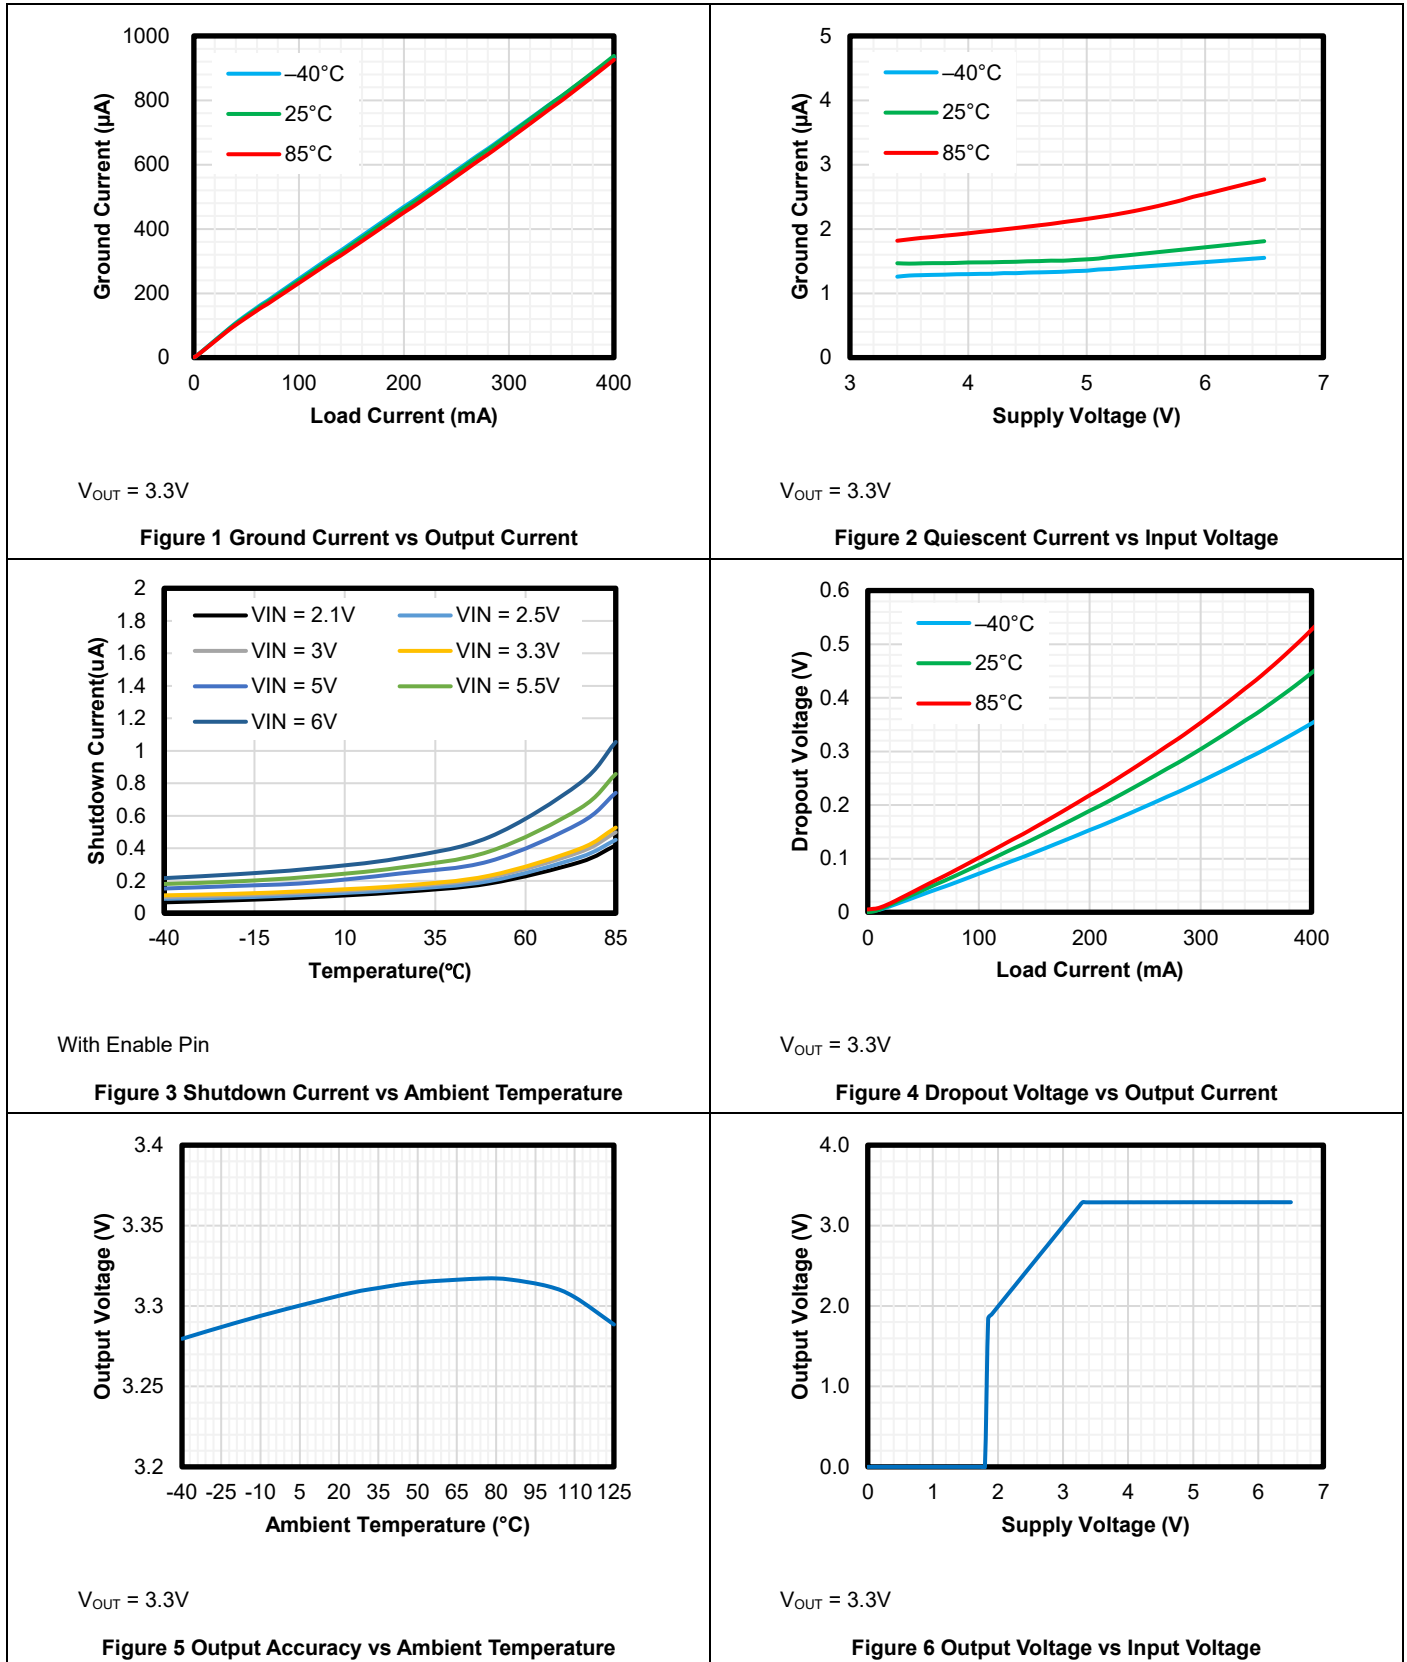 1000
800
600
400
200
0
0 100 200 300 400
Ground Current (µA)
Load Current (mA)
–40°C
25°C
85°C
V_OUT = 3.3V
Figure 1 Ground Current vs Output Current
5
4
3
2
1
0
3 4 5 6 7
Ground Current (µA)
Supply Voltage (V)
–40°C
25°C
85°C
V_OUT = 3.3V
Figure 2 Quiescent Current vs Input Voltage
2
1.8
1.6
1.4
1.2
1
0.8
0.6
0.4
0.2
0
-40 -15 10 35 60 85
Shutdown Current(uA)
Temperature(℃)
VIN = 2.1V VIN = 2.5V
VIN = 3V VIN = 3.3V
VIN = 5V VIN = 5.5V
VIN = 6V
With Enable Pin
Figure 3 Shutdown Current vs Ambient Temperature
0.6
0.5
0.4
0.3
0.2
0.1
0
0 100 200 300 400
Dropout Voltage (V)
Load Current (mA)
–40°C
25°C
85°C
V_OUT = 3.3V
Figure 4 Dropout Voltage vs Output Current
3.4
3.35
3.3
3.25
3.2
-40 -25 -10 5 20 35 50 65 80 95 110 125
Output Voltage (V)
Ambient Temperature (°C)
V_OUT = 3.3V
Figure 5 Output Accuracy vs Ambient Temperature
4.0
3.0
2.0
1.0
0.0
0 1 2 3 4 5 6 7
Output Voltage (V)
Supply Voltage (V)
V_OUT = 3.3V
Figure 6 Output Voltage vs Input Voltage